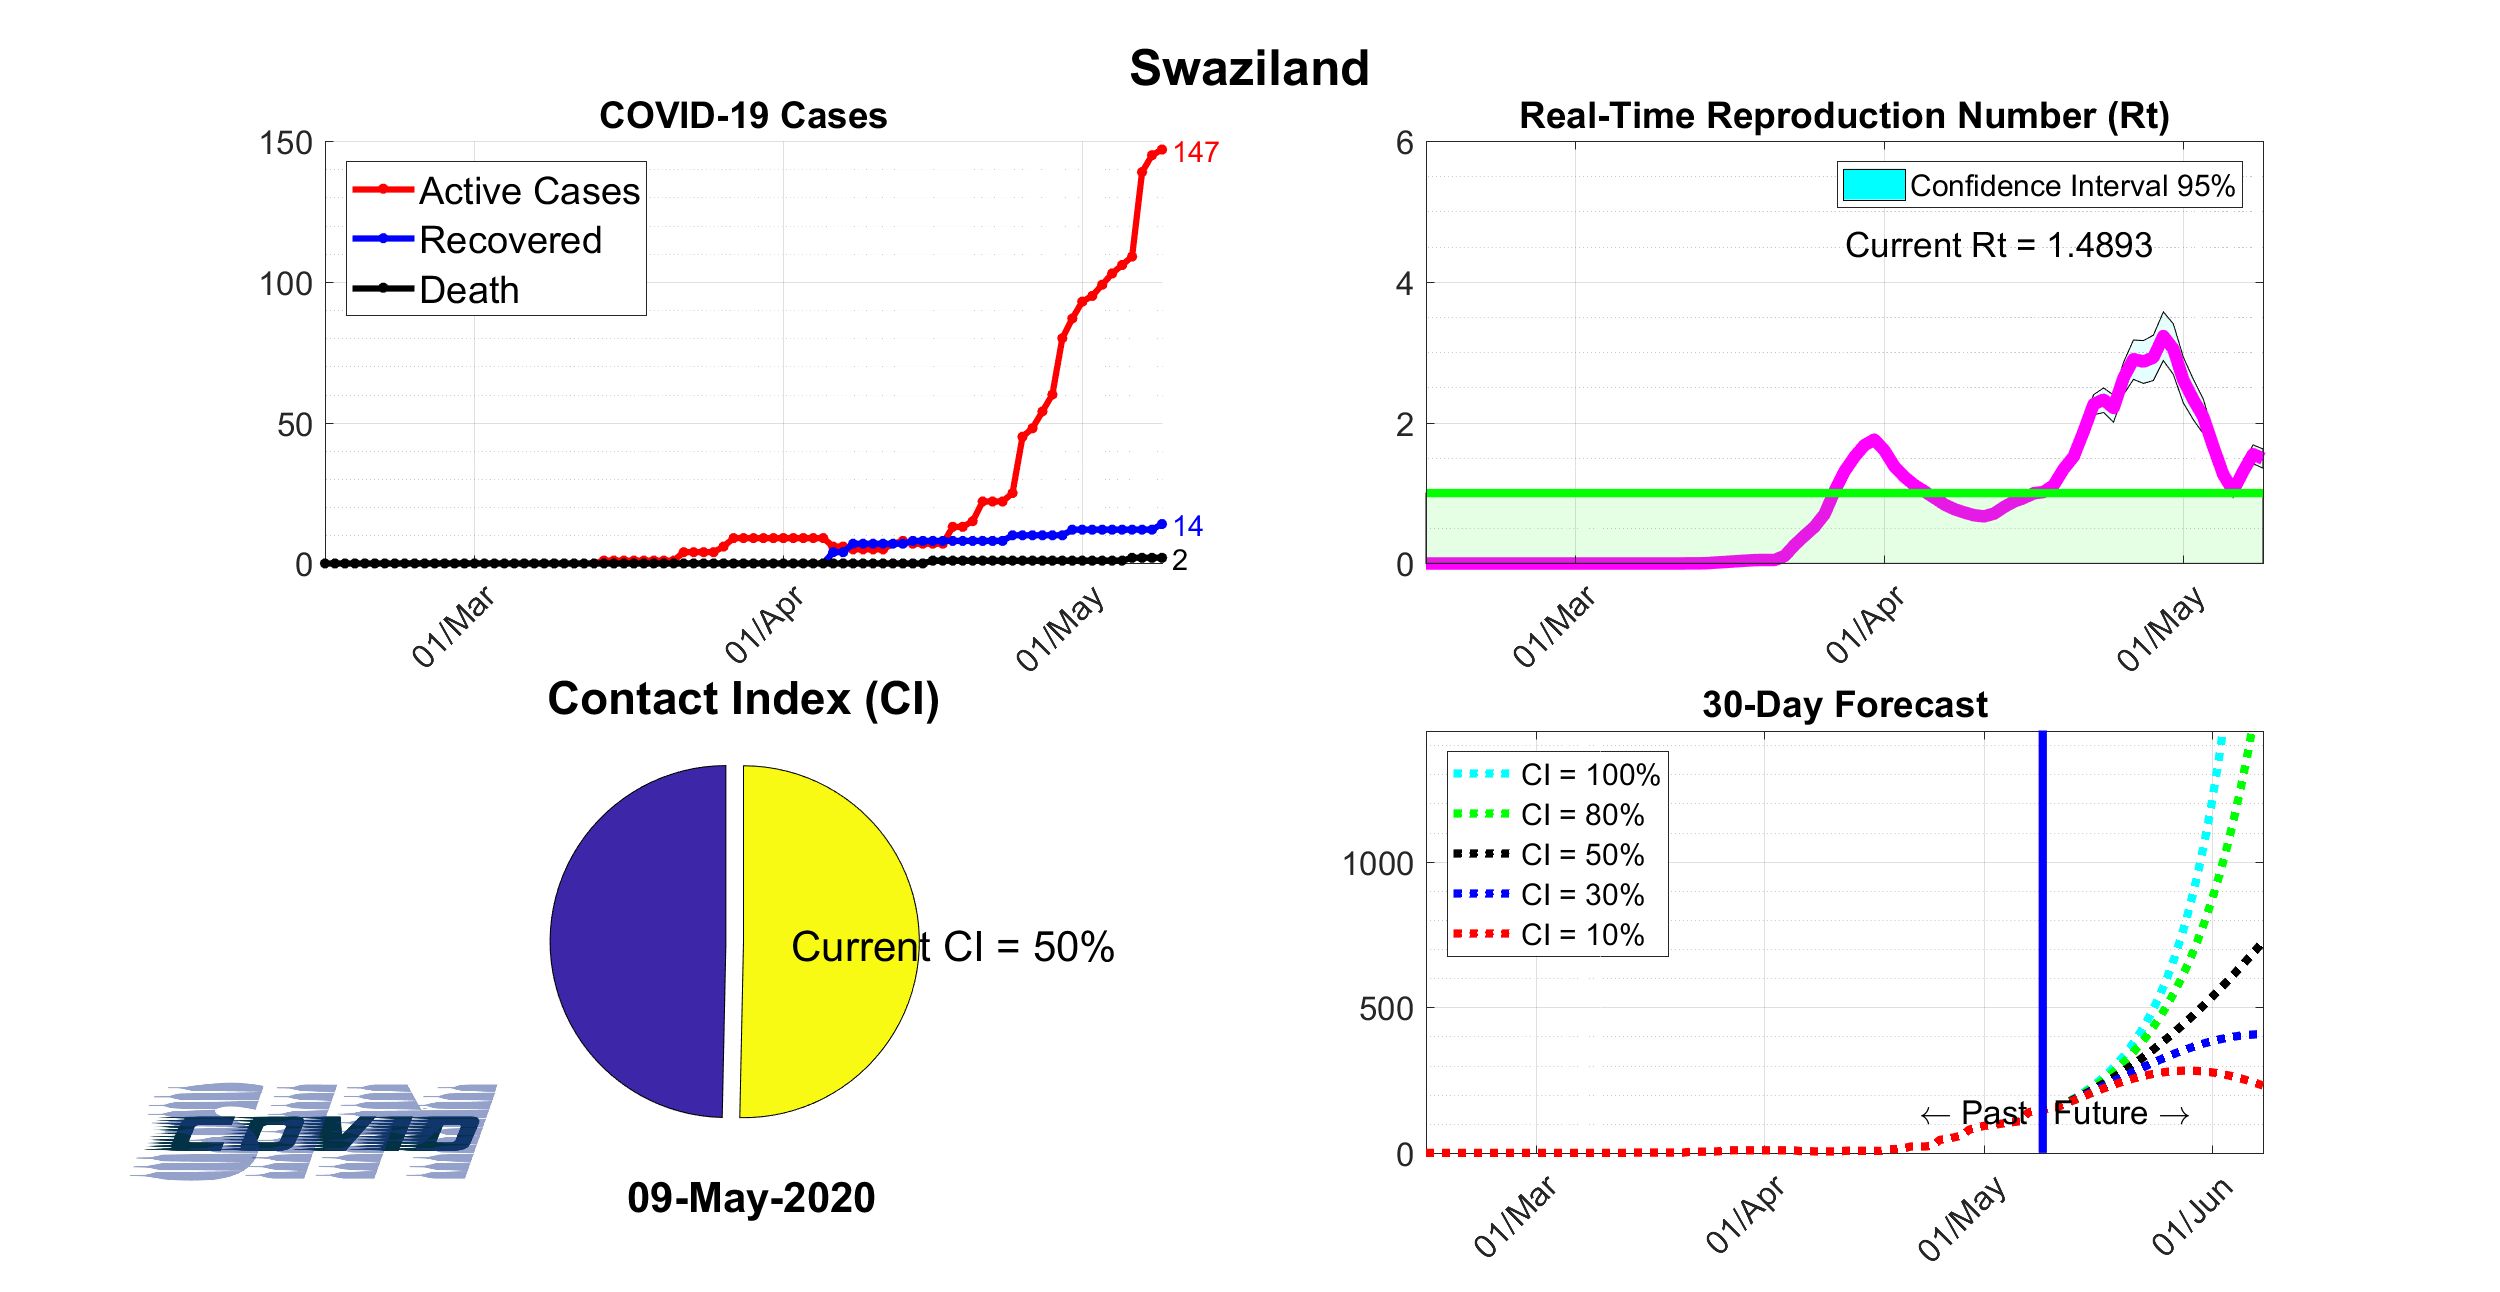 Swaziland
COVID-19 Cases
150
100
50
0
Active Cases
Recovered
Death
147
14
2
01/Mar
01/Apr
01/May
Real-Time Reproduction Number (Rt)
6
4
2
0
Confidence Interval 95%
Current Rt = 1.4893
01/Mar
01/Apr
01/May
Contact Index (CI)
Current CI = 50%
30-Day Forecast
1000
500
0
CI = 100%
CI = 80%
CI = 50%
CI = 30%
CI = 10%
← Past
Future →
01/Mar
01/Apr
01/May
01/Jun
SHM
COVID
09-May-2020